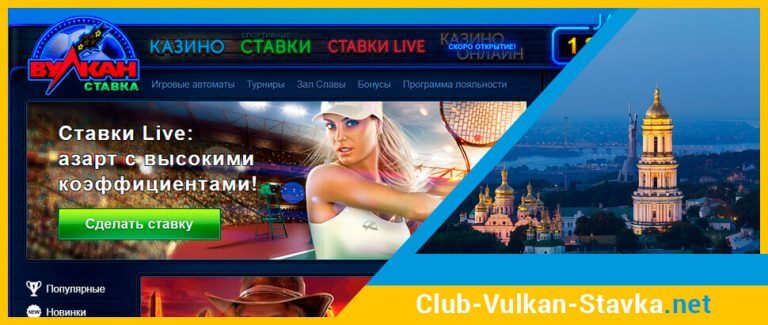 ВУЛКАН
СТАВКА
КАЗИНО
СПОРТИВНЫЕ
СТАВКИ
СТАВКИ LIVE
КАЗИНО
ОНЛАЙН
СКОРО ОТКРЫТИЕ!
Игровые автоматы Турниры Зал Славы Бонусы Программа лояльности
Ставки Live:
азарт с высокими
коэффициентами!
Сделать ставку
Популярные
NEW Новинки
Club-Vulkan-Stavka.net